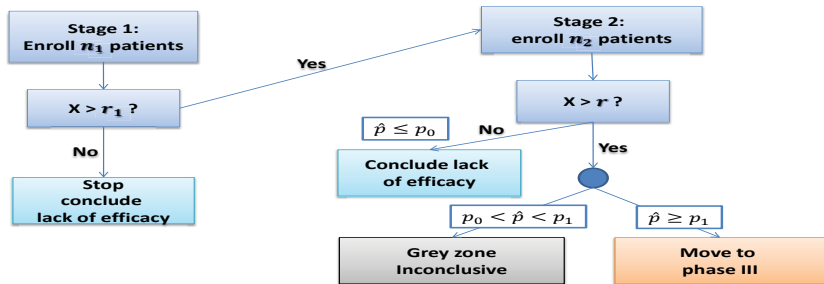 Stage 1:
Enroll n₁ patients
X > r₁ ?
No
Stop
conclude
lack of efficacy
Yes
Stage 2:
enroll n₂ patients
X > r ?
p̂ ≤ p₀
No
Yes
Conclude lack
of efficacy
p₀ < p̂ < p₁
p̂ ≥ p₁
Grey zone
Inconclusive
Move to
phase III